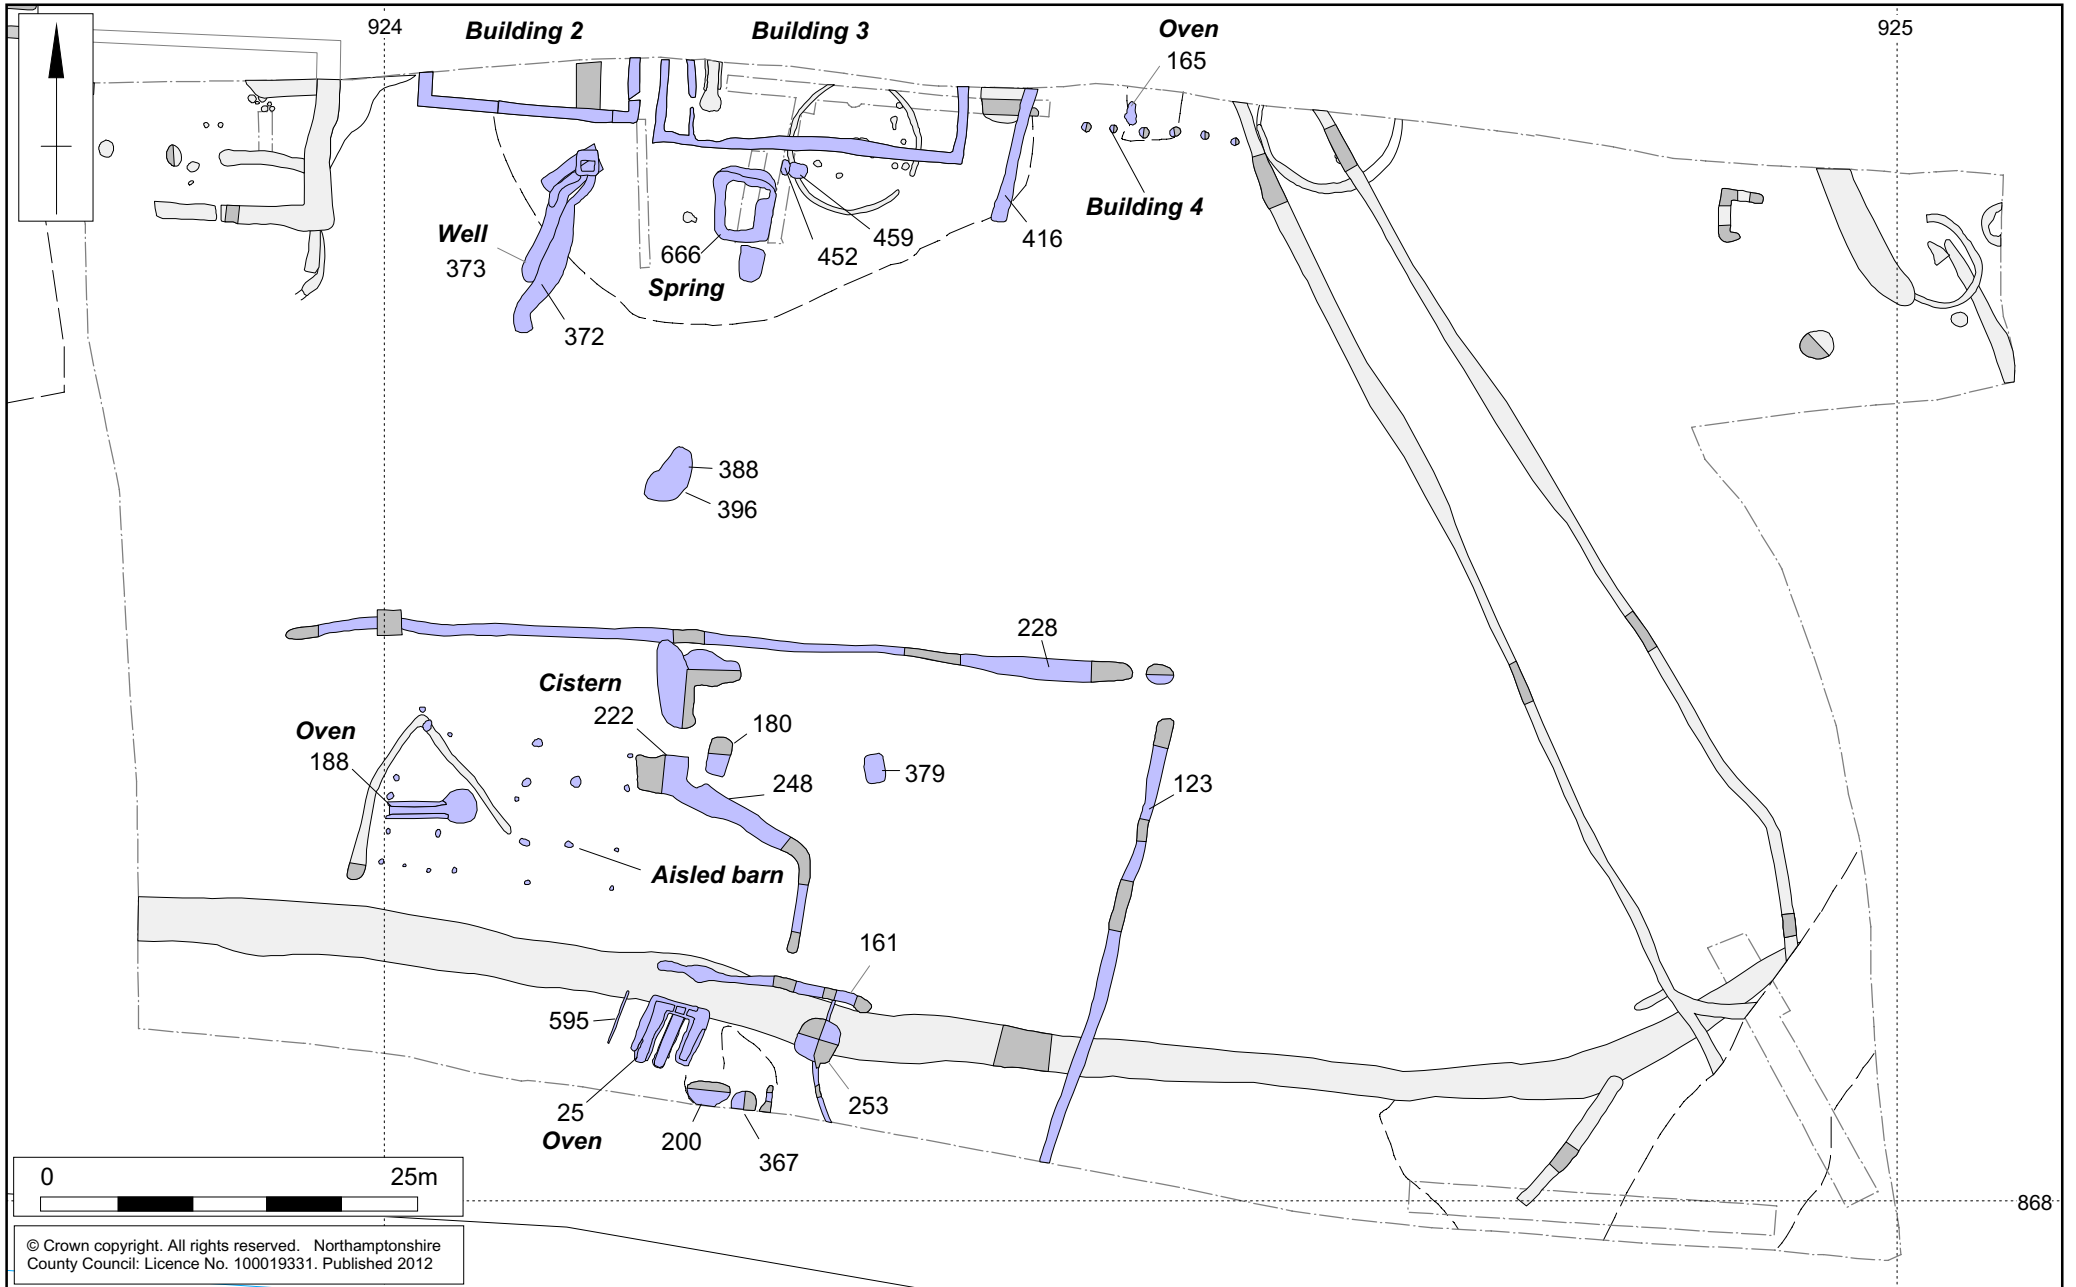 924
Building 2
Building 3
Oven
165
925
Well
373
666
Spring
452
459
416
Building 4
372
388
396
228
Cistern
222
180
Oven
188
248
379
123
Aisled barn
161
595
25
Oven
200
367
253
0 25m
868
© Crown copyright. All rights reserved. Northamptonshire
County Council: Licence No. 100019331. Published 2012